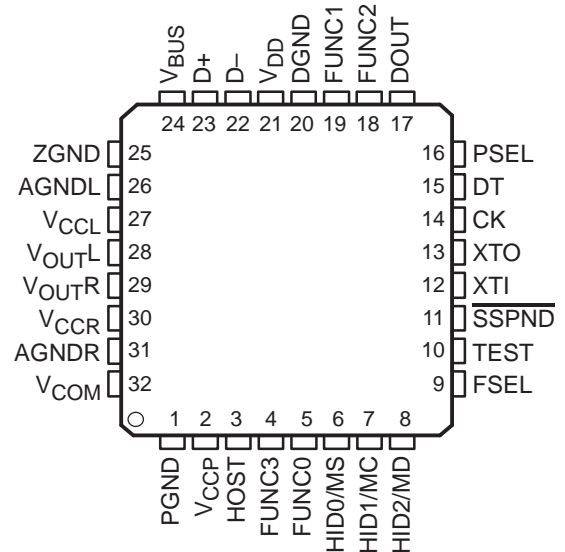 VBUS
D+
D–
VDD
DGND
FUNC1
FUNC2
DOUT
24 23 22 21 20 19 18 17
ZGND 25
AGNDL 26
VCCL 27
VOUTL 28
VOUTR 29
VCCR 30
AGNDR 31
VCOM 32
16 PSEL
15 DT
14 CK
13 XTO
12 XTI
11 SSPND
10 TEST
9 FSEL
1 2 3 4 5 6 7 8
PGND
VCCP
HOST
FUNC3
FUNC0
HID0/MS
HID1/MC
HID2/MD